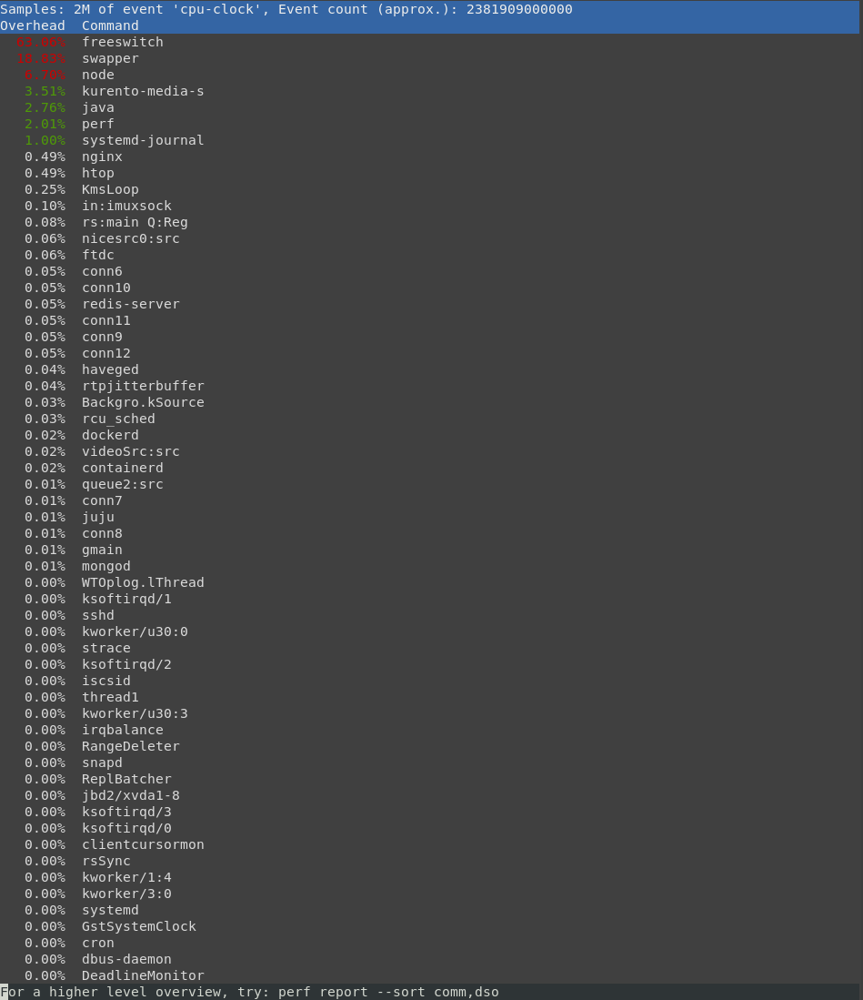 Samples: 2M of event 'cpu-clock', Event count (approx.): 2381909000000
Overhead Command
freeswitch
swapper
node
3.51% kurento-media-s
2.76% java
2.01% perf
1.00% systemd-journal
0.49% nginx
0.49% htop
0.25% KmsLoop
0.10% in:imuxsock
0.08% rs:main Q:Reg
0.06% nicesrc0:src
0.06% ftdc
0.05% conn6
0.05% conn10
0.05% redis-server
0.05% conn11
0.05% conn9
0.05% conn12
0.04% haveged
0.04% rtpjitterbuffer
0.03% Backgro.kSource
0.03% rcu_sched
0.02% dockerd
0.02% videoSrc:src
0.02% containerd
0.01% queue2:src
0.01% conn7
0.01% juju
0.01% conn8
0.01% gmain
0.01% mongod
0.00% WTOplog.lThread
0.00% ksoftirqd/1
0.00% sshd
0.00% kworker/u30:0
0.00% strace
0.00% ksoftirqd/2
0.00% iscsid
0.00% thread1
0.00% kworker/u30:3
0.00% irqbalance
0.00% RangeDeleter
0.00% snapd
0.00% ReplBatcher
0.00% jbd2/xvda1-8
0.00% ksoftirqd/3
0.00% ksoftirqd/0
0.00% clientcursormon
0.00% rsSync
0.00% kworker/1:4
0.00% kworker/3:0
0.00% systemd
0.00% GstSystemClock
0.00% cron
0.00% dbus-daemon
0.00% DeadlineMonitor
For a higher level overview, try: perf report --sort comm,dso